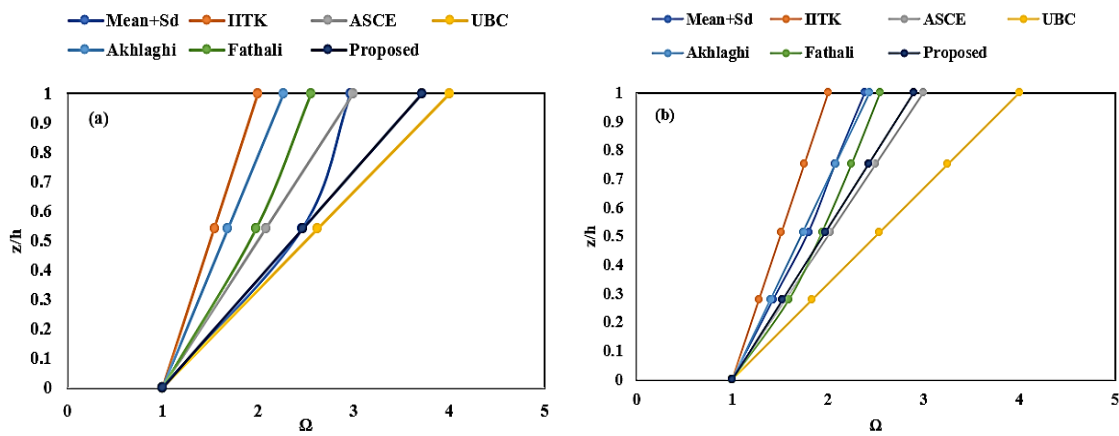 Mean+Sd IITK ASCE UBC
Akhlaghi Fathali Proposed
(a)
z/h
1
0.9
0.8
0.7
0.6
0.5
0.4
0.3
0.2
0.1
0
0 1 2 3 4 5
Ω
Mean+Sd IITK ASCE UBC
Akhlaghi Fathali Proposed
(b)
z/h
1
0.9
0.8
0.7
0.6
0.5
0.4
0.3
0.2
0.1
0
0 1 2 3 4 5
Ω